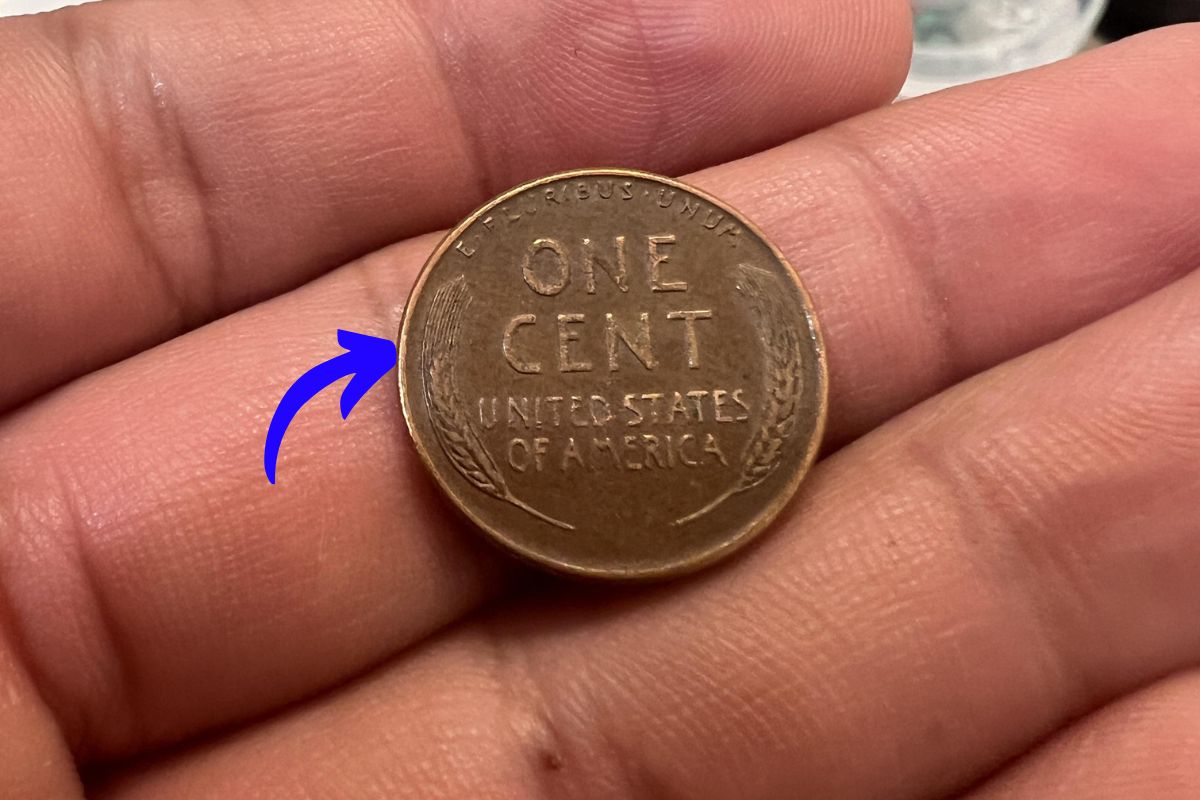 E·PLURIBUS·UNUM
ONE
CENT
UNITED STATES
OF AMERICA